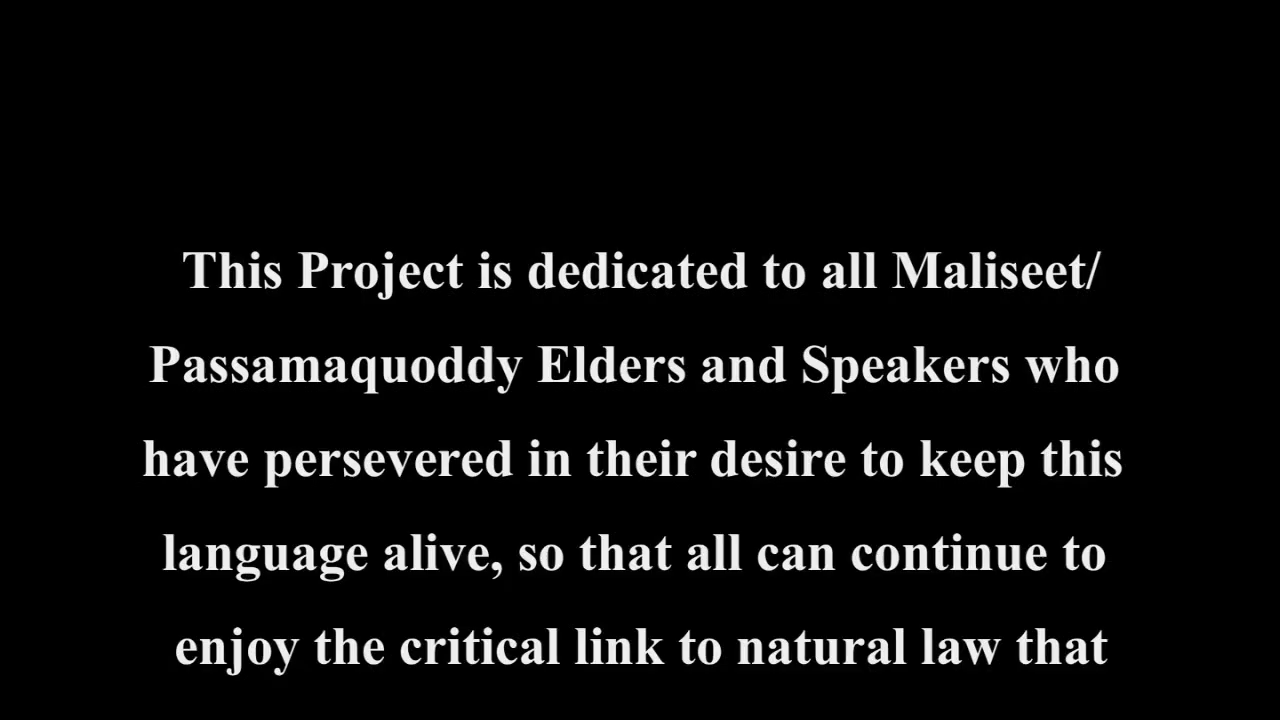 This Project is dedicated to all Maliseet/
Passamaquoddy Elders and Speakers who
have persevered in their desire to keep this
language alive, so that all can continue to
enjoy the critical link to natural law that